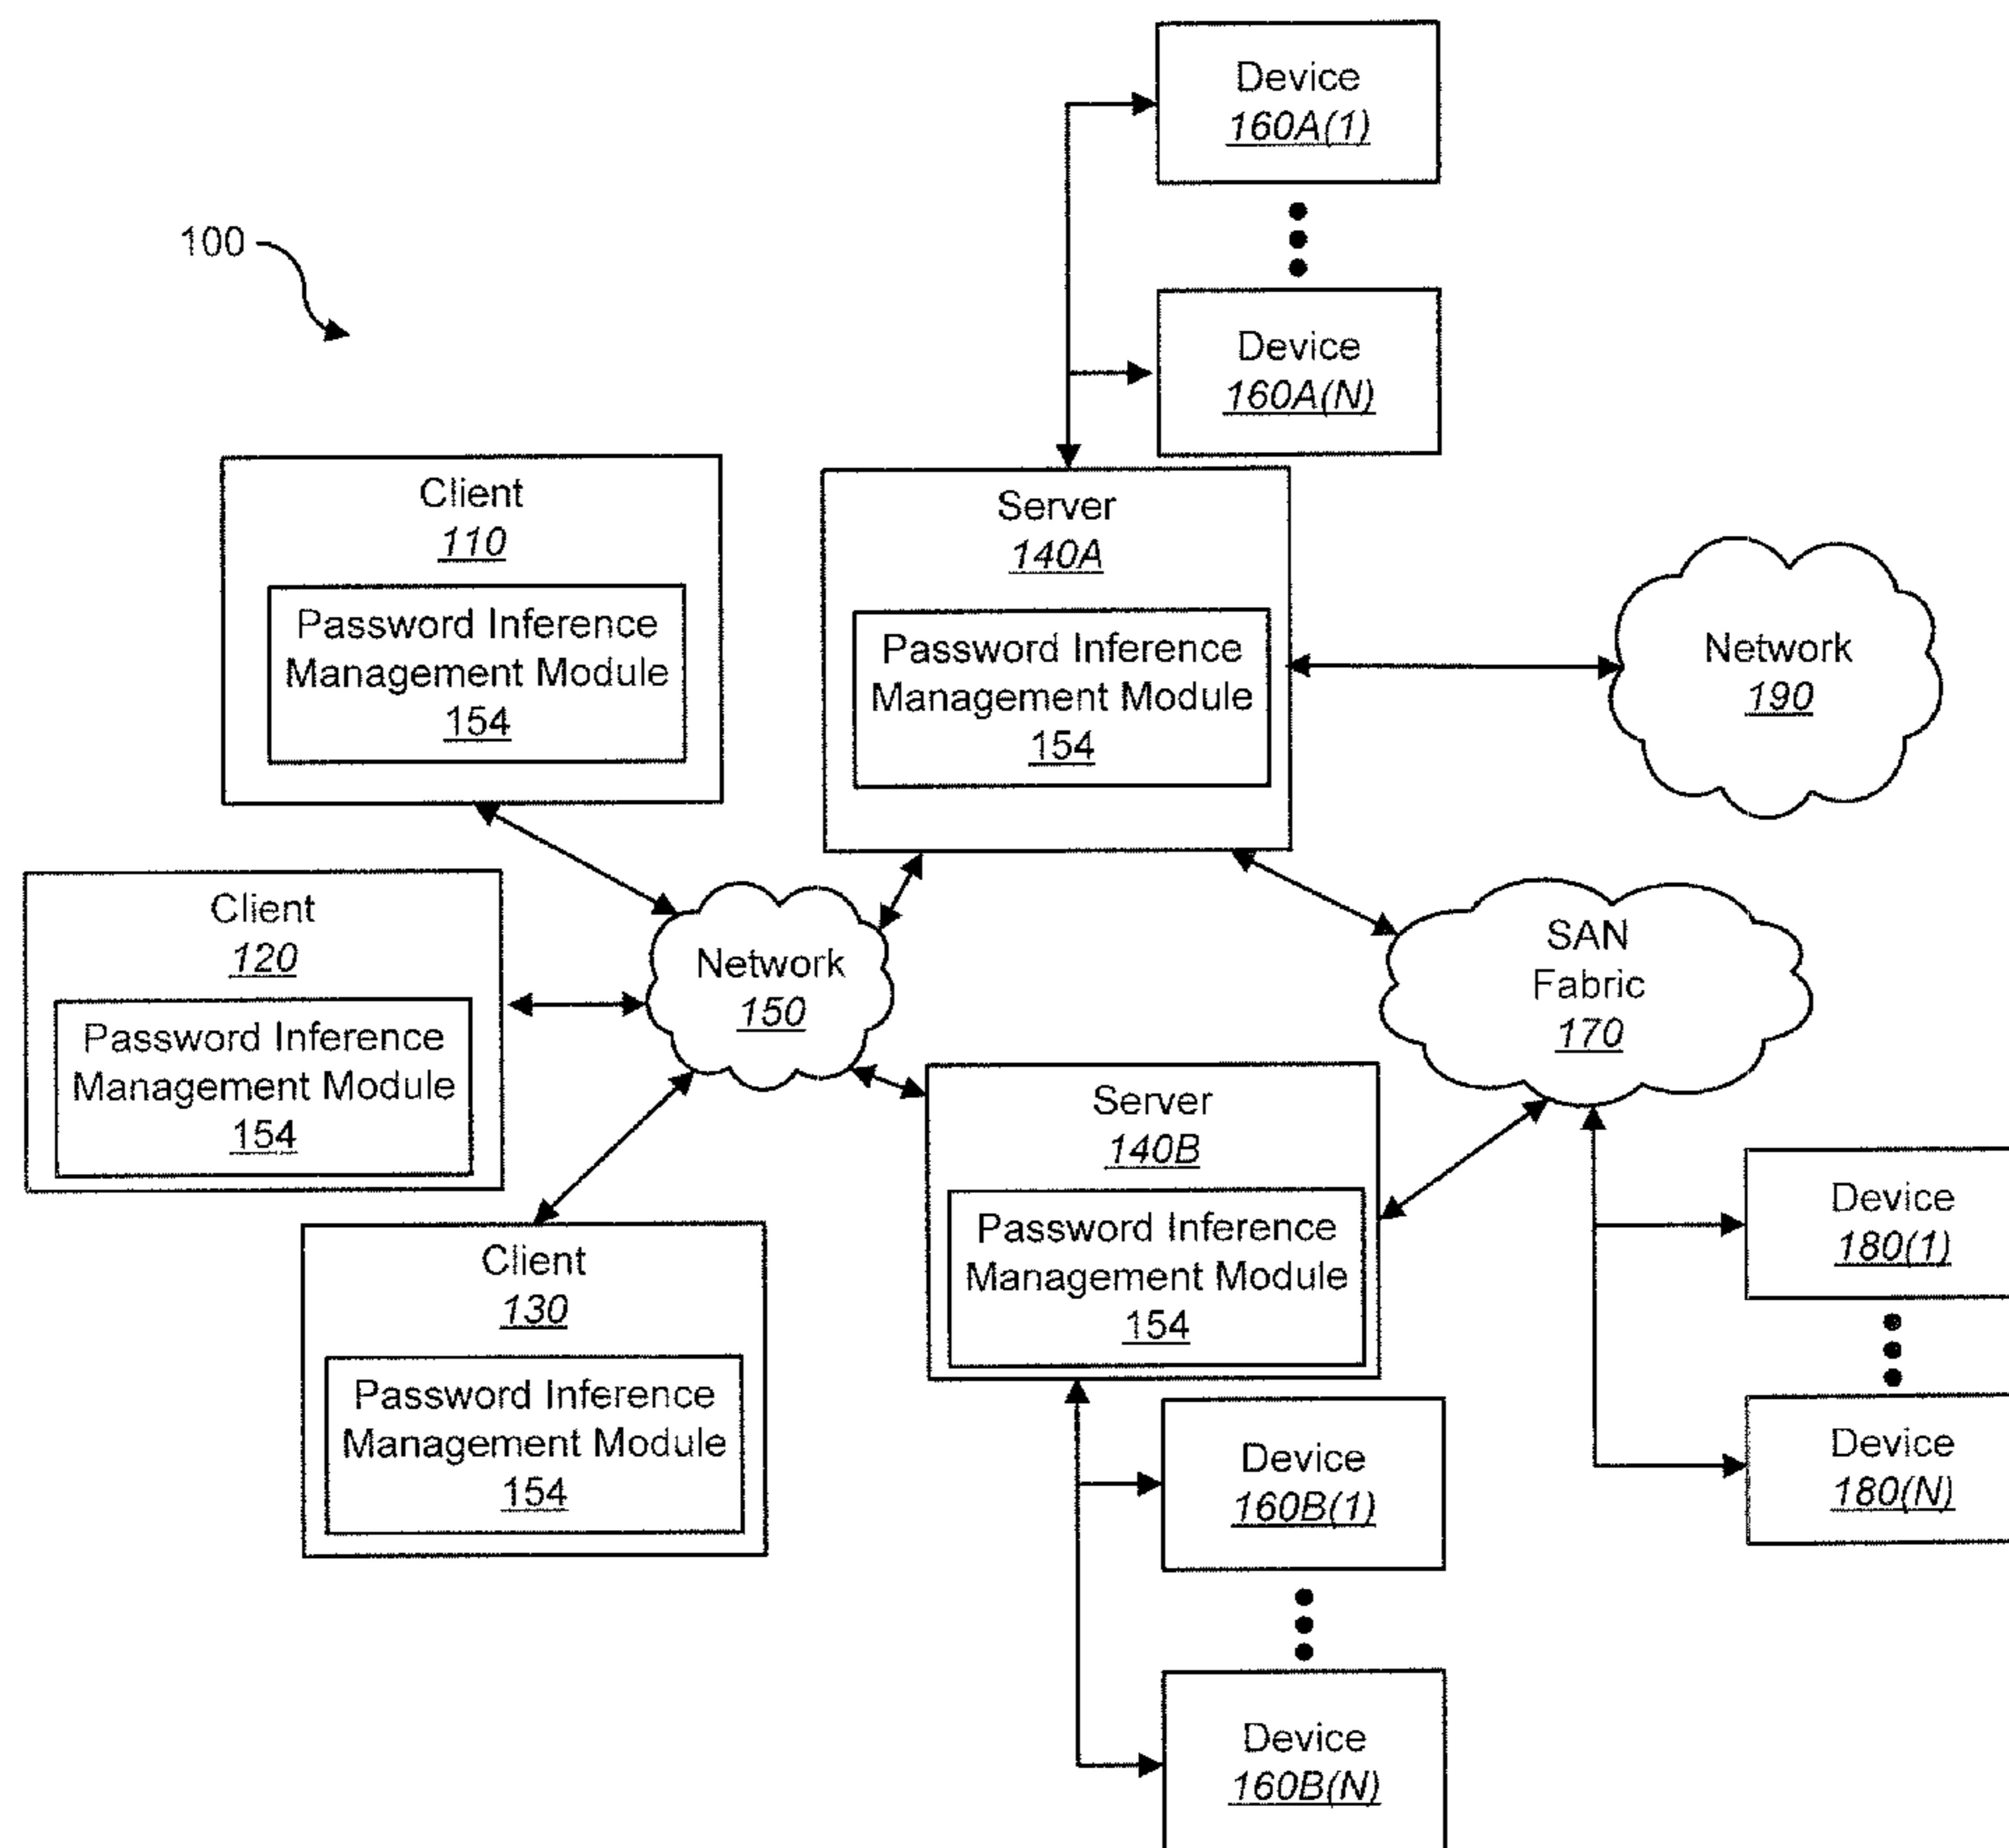 Device
160A(1)
100
Device
160A(N)
Client
110
Password Inference
Management Module
154
Server
140A
Password Inference
Management Module
154
Network
190
Client
120
Password Inference
Management Module
154
Network
150
SAN
Fabric
170
Server
140B
Password Inference
Management Module
154
Device
180(1)
Client
130
Password Inference
Management Module
154
Device
160B(1)
Device
180(N)
Device
160B(N)